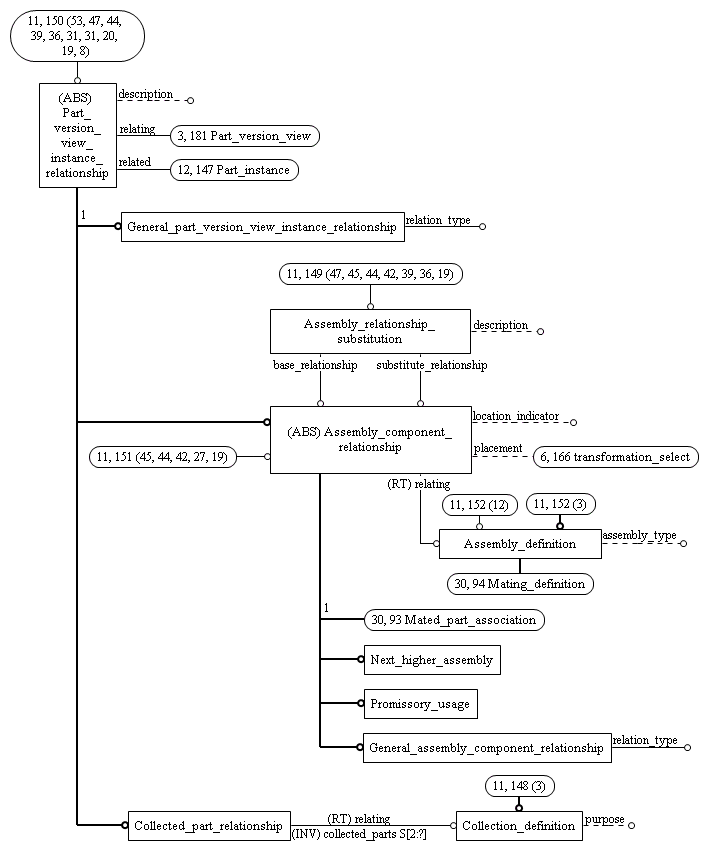 11, 150 (53, 47, 44,
39, 36, 31, 31, 20,
19, 8)
(ABS)
Part_
version_
view_
instance_
relationship
description
relating
3, 181 Part_version_view
related
12, 147 Part_instance
1
General_part_version_view_instance_relationship
relation_type
11, 149 (47, 45, 44, 42, 39, 36, 19)
Assembly_relationship_
substitution
description
base_relationship
substitute_relationship
(ABS) Assembly_component_
relationship
location_indicator
placement
6, 166 transformation_select
11, 151 (45, 44, 42, 27, 19)
(RT) relating
11, 152 (12)
11, 152 (3)
Assembly_definition
assembly_type
30, 94 Mating_definition
1
30, 93 Mated_part_association
Next_higher_assembly
Promissory_usage
General_assembly_component_relationship
relation_type
11, 148 (3)
Collected_part_relationship
(RT) relating
(INV) collected_parts S[2:?]
Collection_definition
purpose